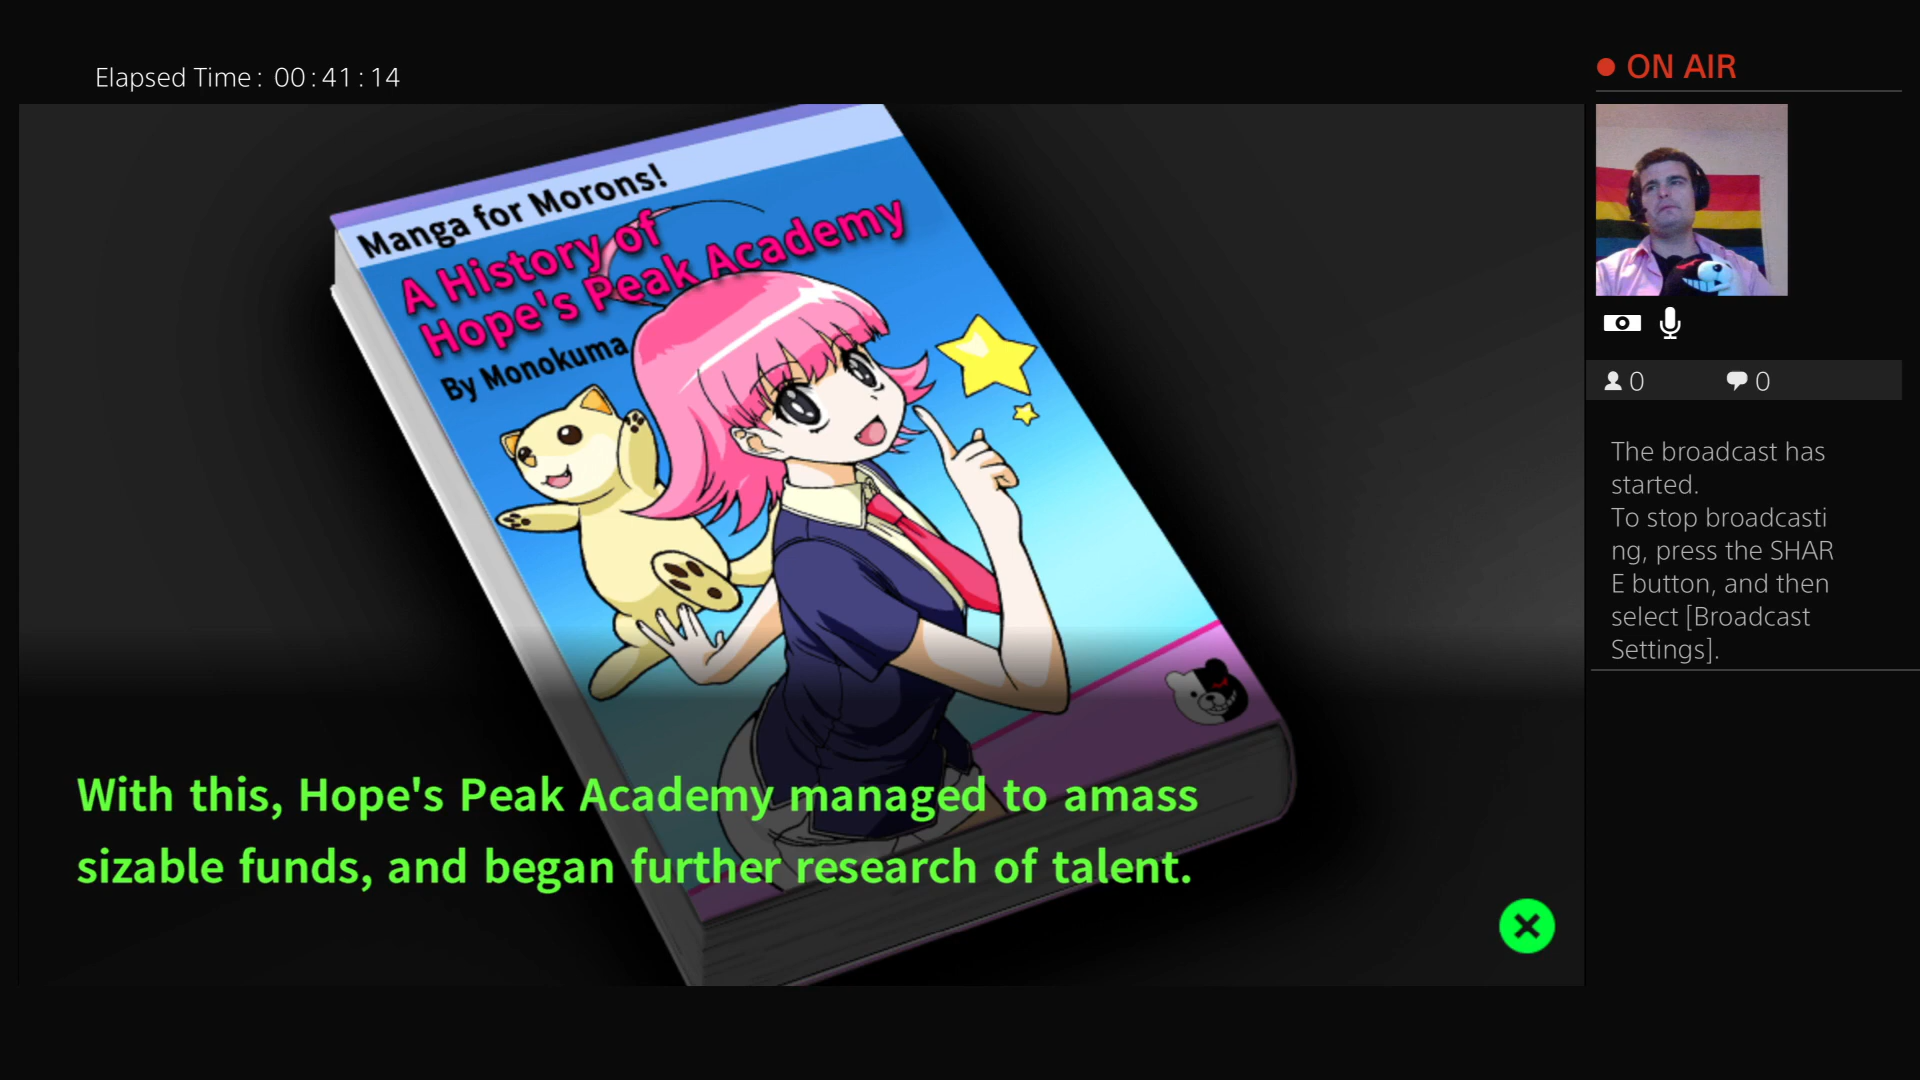 Elapsed Time: 00:41:14
ON AIR
Manga for Morons!
A History of
Hope's Peak Academy
By Monokuma
0
0
The broadcast has
started.
To stop broadcasti
ng, press the SHAR
E button, and then
select [Broadcast
Settings].
With this, Hope's Peak Academy managed to amass
sizable funds, and began further research of talent.